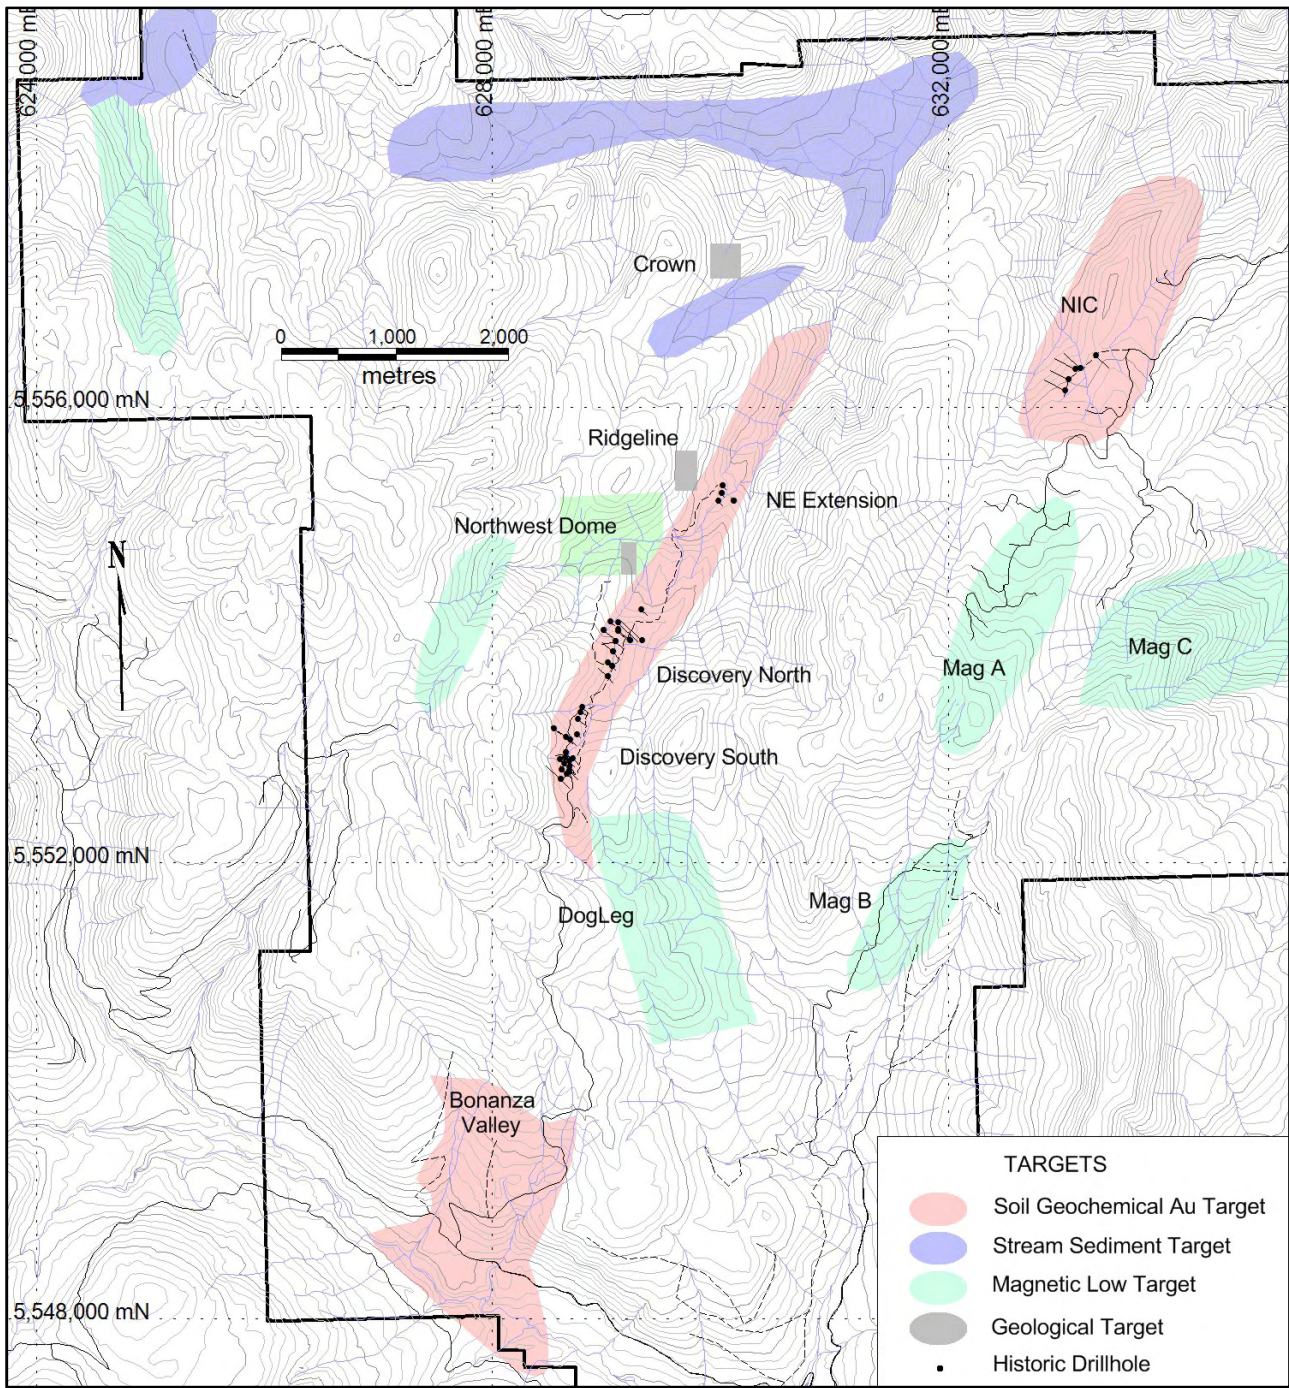 624,000 mE
628,000 mE
632,000 mE
Crown
NIC
0 1,000 2,000
metres
5,556,000 mN
Ridgeline
NE Extension
Northwest Dome
N
Mag C
Mag A
Discovery North
Discovery South
5,552,000 mN
Mag B
DogLeg
Bonanza
Valley
5,548,000 mN
TARGETS
Soil Geochemical Au Target
Stream Sediment Target
Magnetic Low Target
Geological Target
Historic Drillhole